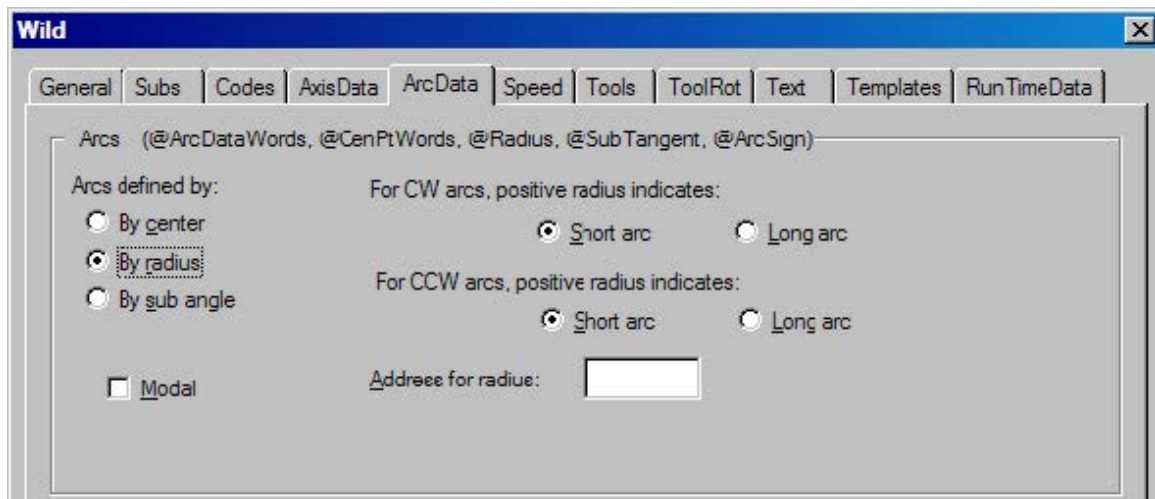 Wild
General Subs Codes AxisData ArcData Speed Tools ToolRot Text Templates RunTimeData
Arcs (@ArcDataWords, @CenPtWords, @Radius, @SubTangent, @ArcSign)
Arcs defined by:
For CW arcs, positive radius indicates:
By center
Short arc Long arc
By radius
For CCW arcs, positive radius indicates:
By sub angle
Short arc Long arc
Modal
Address for radius: